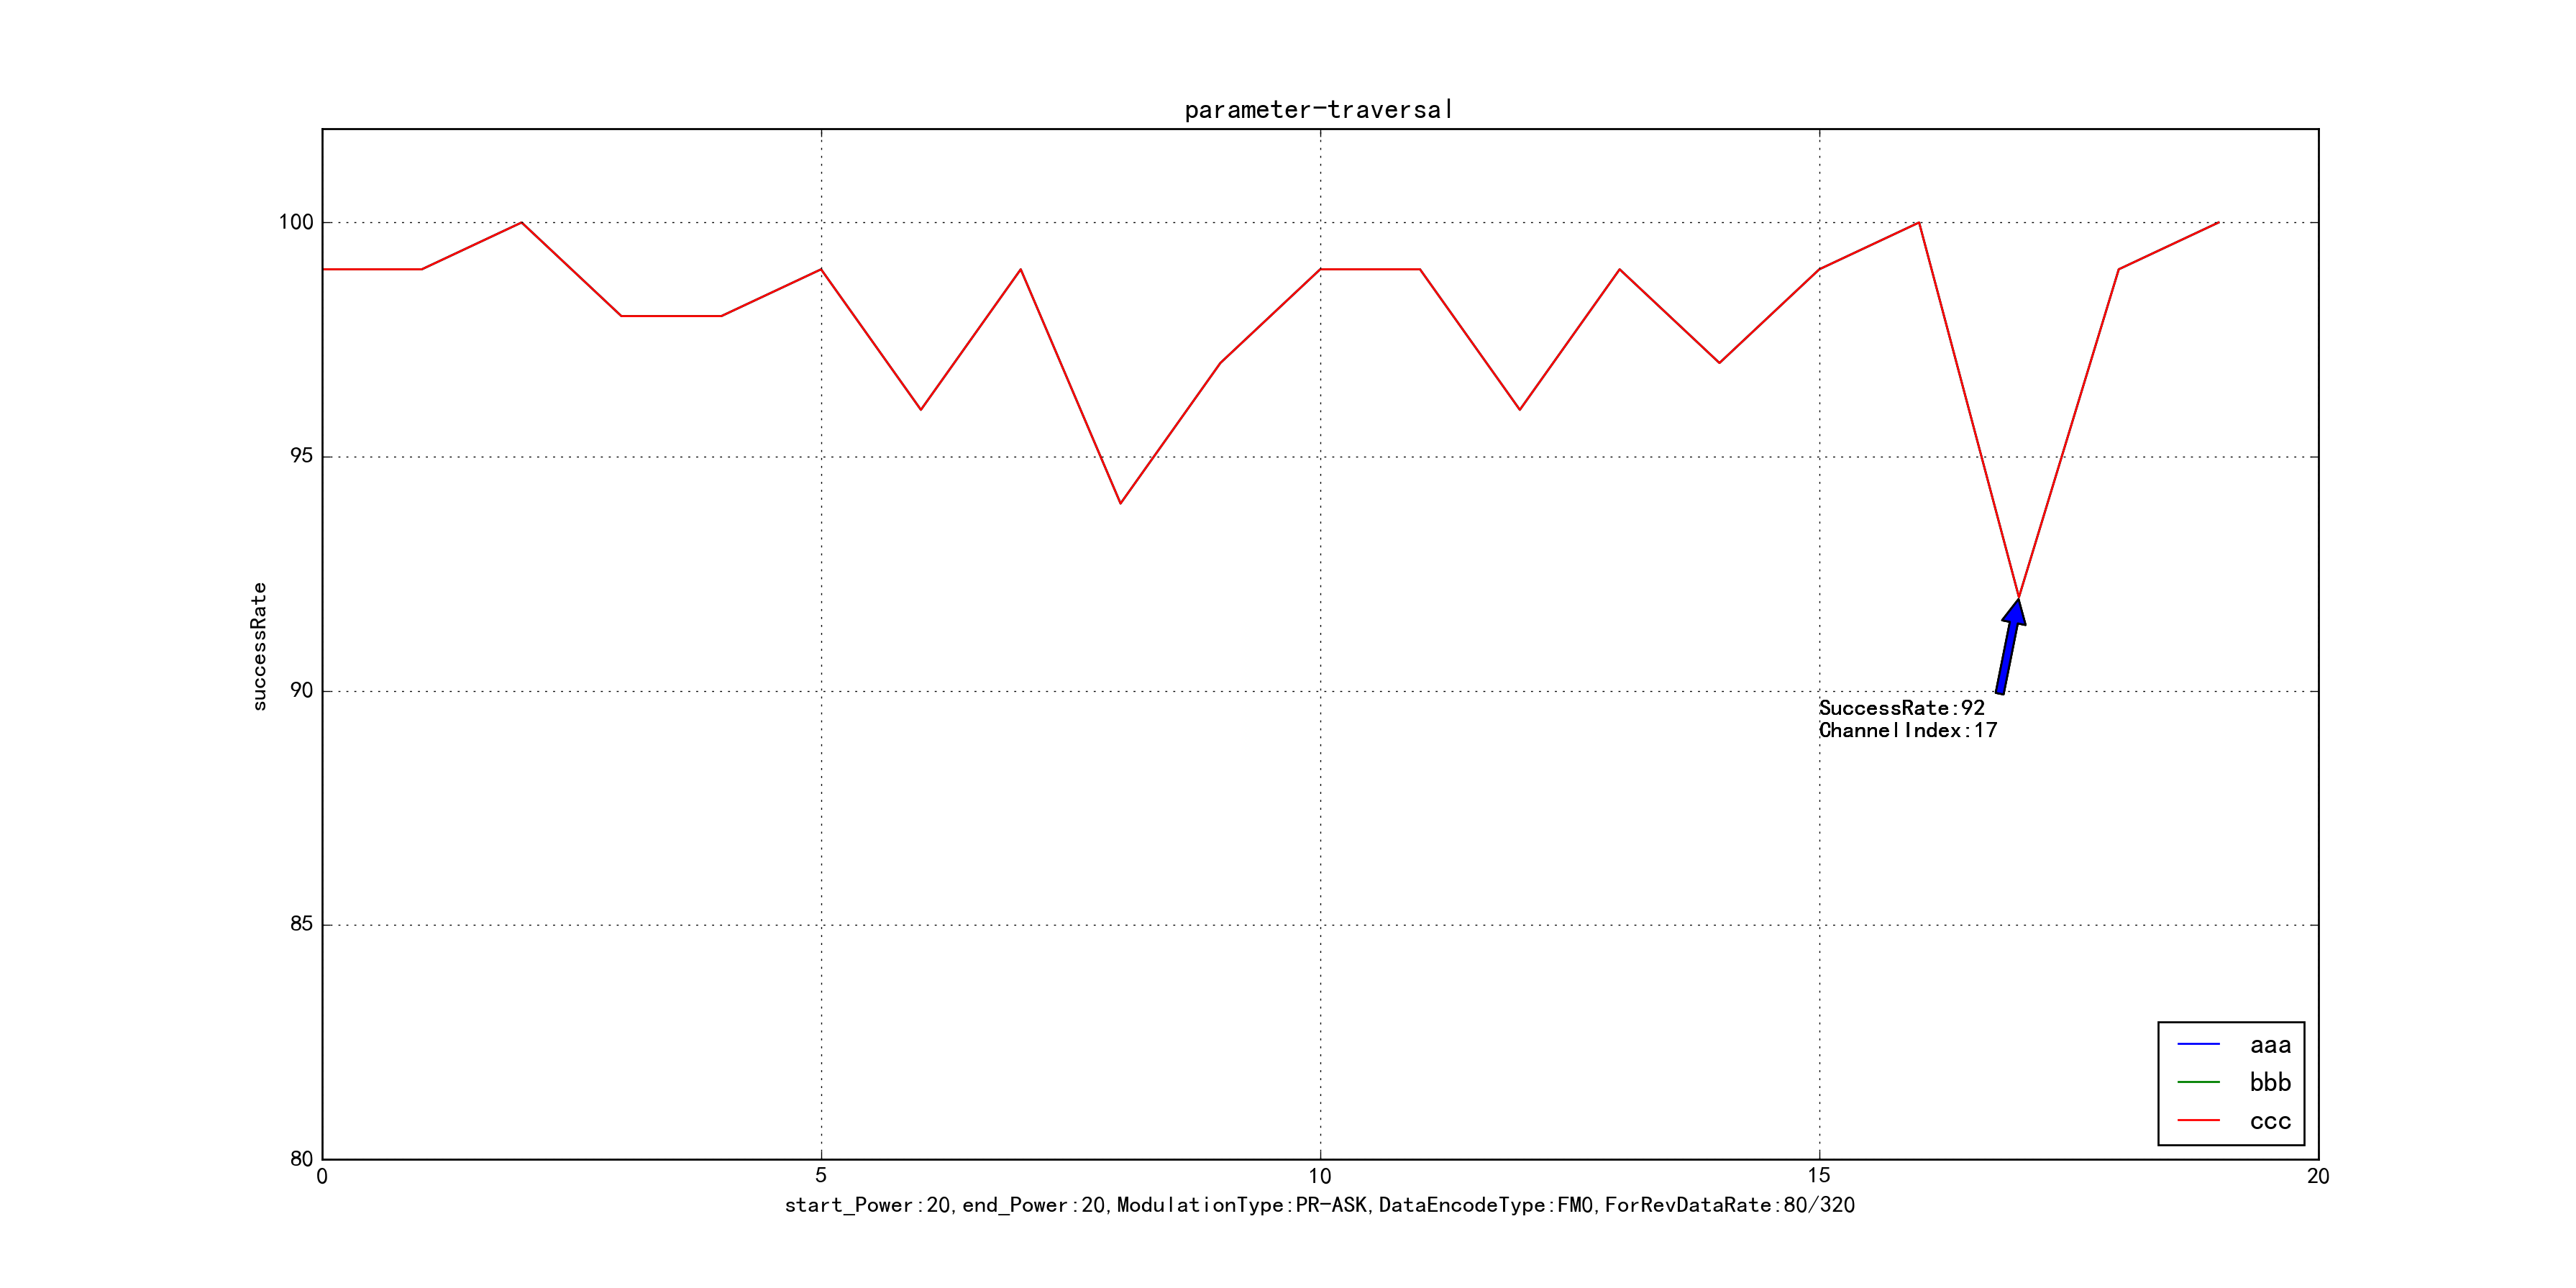 parameter-traversal
100
95
90
85
80
successRate
SuccessRate:92
ChannelIndex:17
aaa
bbb
ccc
0 5 10 15 20
start_Power:20,end_Power:20,ModulationType:PR-ASK,DataEncodeType:FM0,ForRevDataRate:80/320